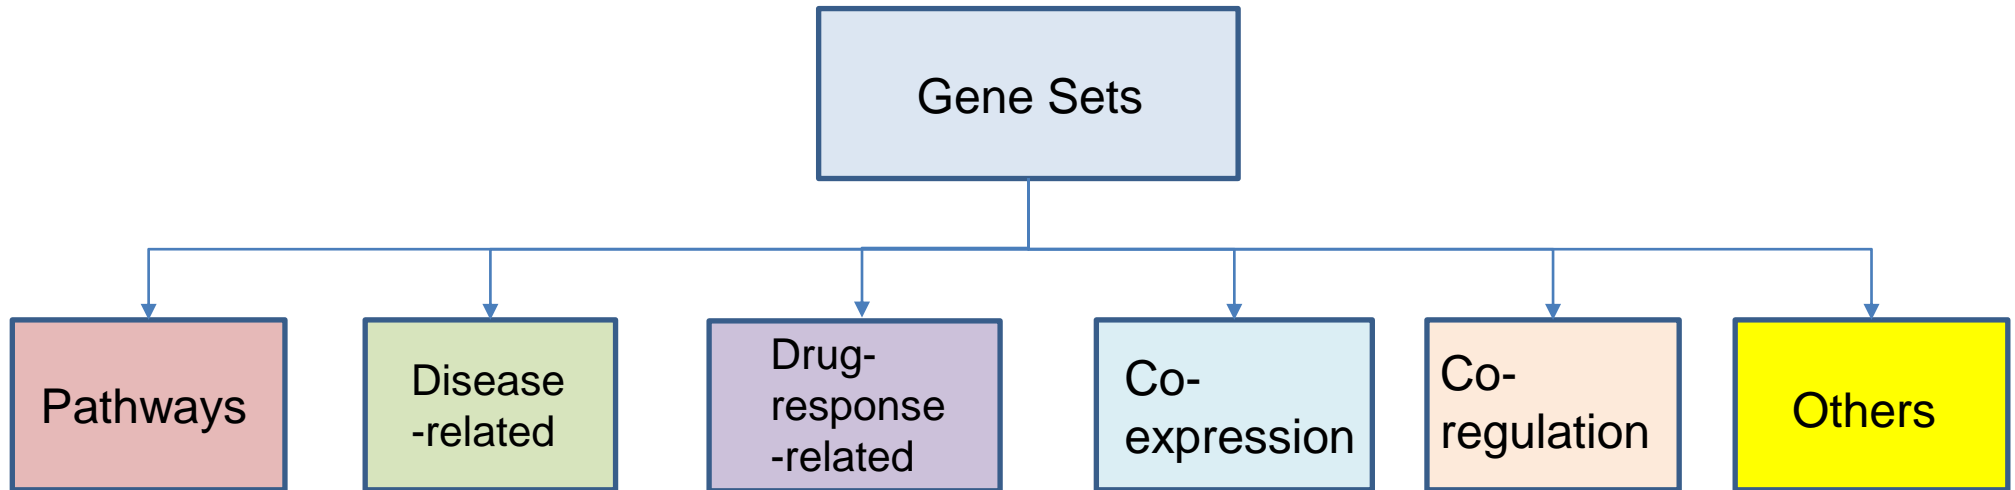 Gene Sets
Pathways
Disease
-related
Drug-
response
-related
Co-
expression
Co-
regulation
Others